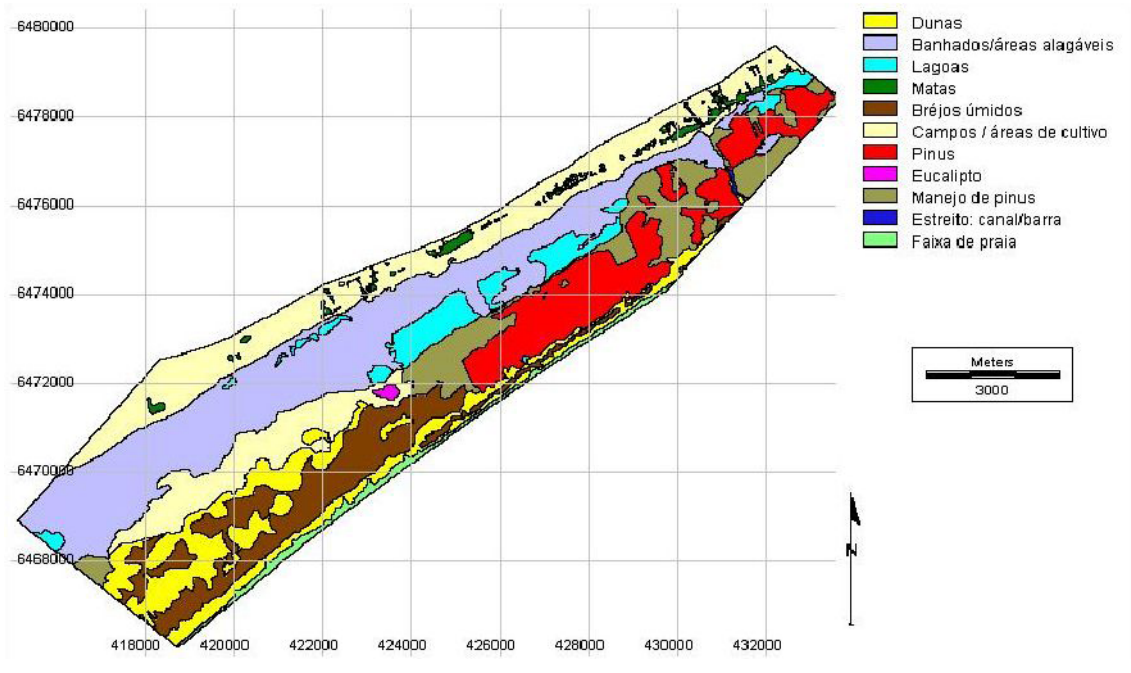 6480000
6478000
6476000
6474000
6472000
6470000
6468000
418000 420000 422000 424000 426000 428000 430000 432000
Dunas
Banhados/áreas alagáveis
Lagoas
Matas
Bréjos úmidos
Campos / áreas de cultivo
Pinus
Eucalipto
Manejo de pinus
Estreito: canal/barra
Faixa de praia
Meters
3000
N